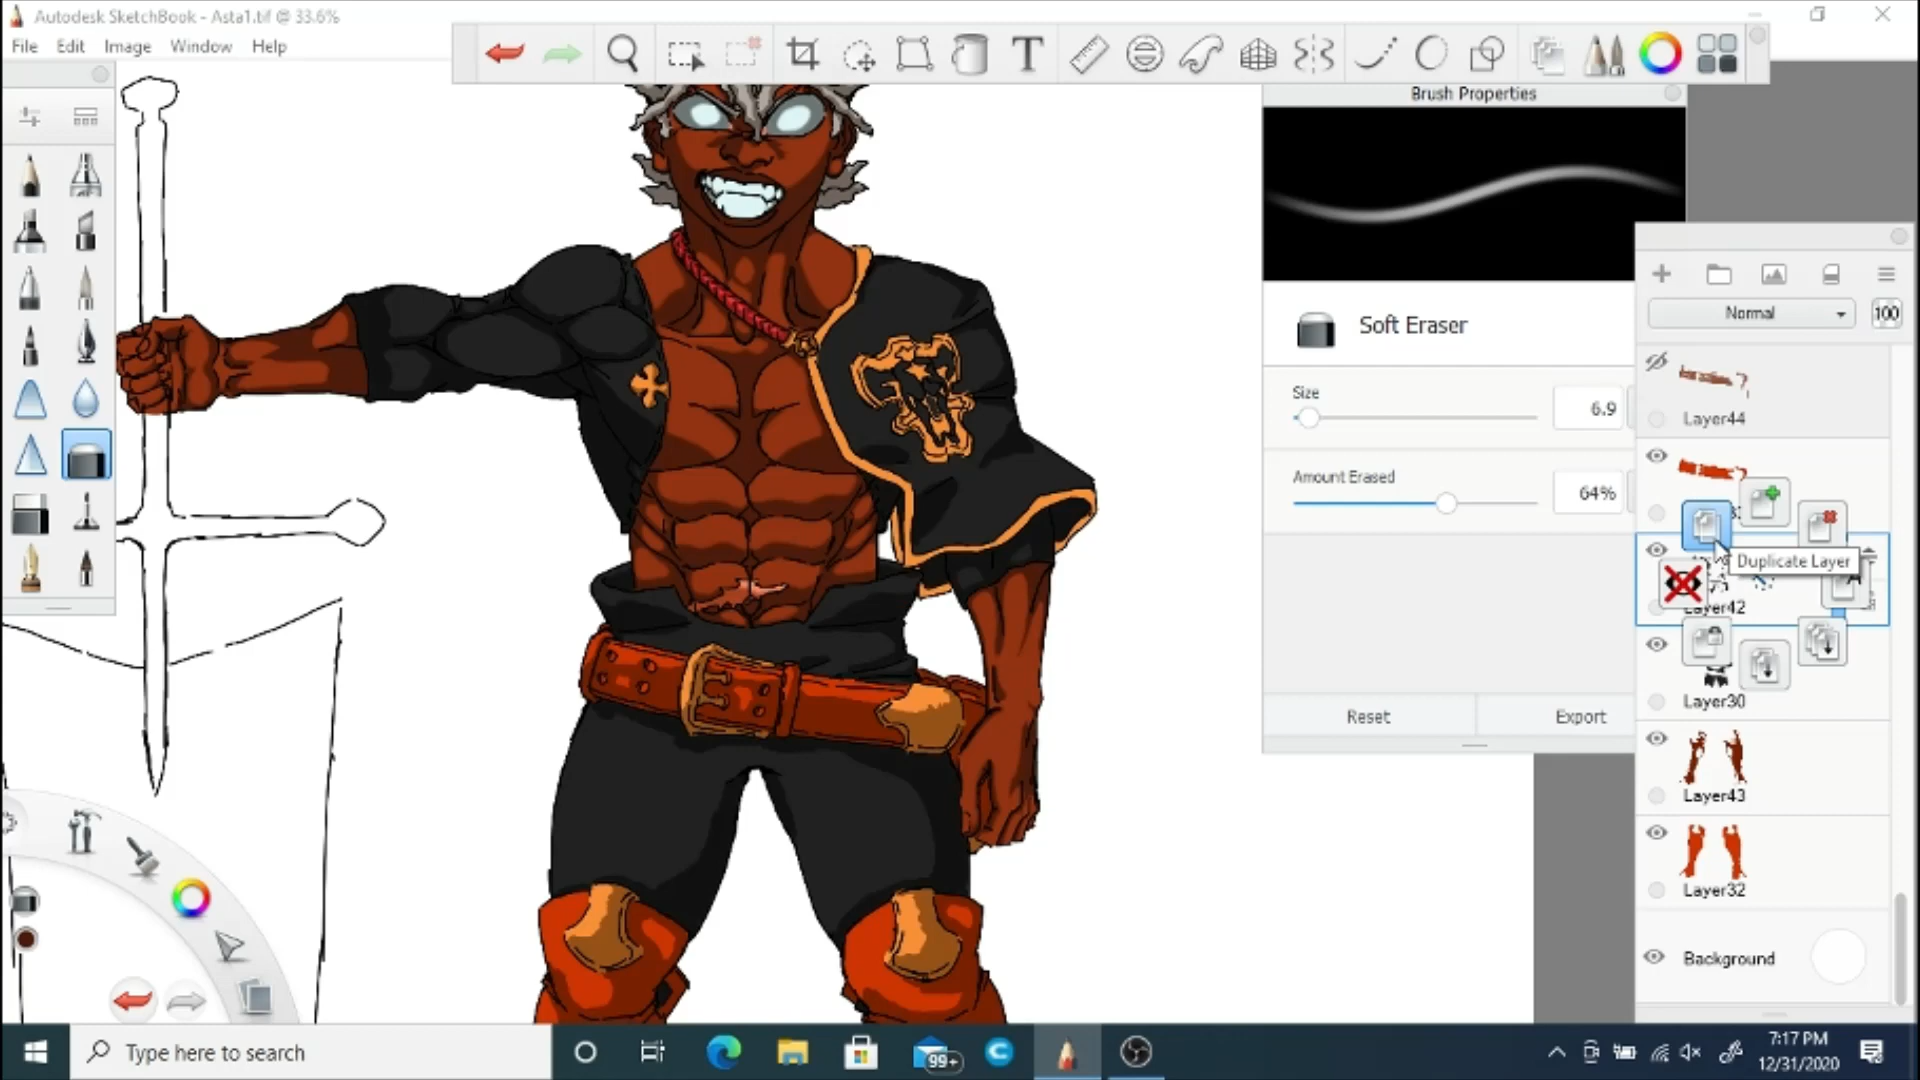 Autodesk SketchBook - Asta1.tif @ 33.6%
File Edit Image Window Help
T
Brush Properties
Soft Eraser
Size
6.9
Amount Erased
64%
Reset
Export
Normal
100
Layer44
Duplicate Layer
Layer42
Layer30
Layer43
Layer32
Background
Type here to search
99+
7:17 PM
12/31/2020